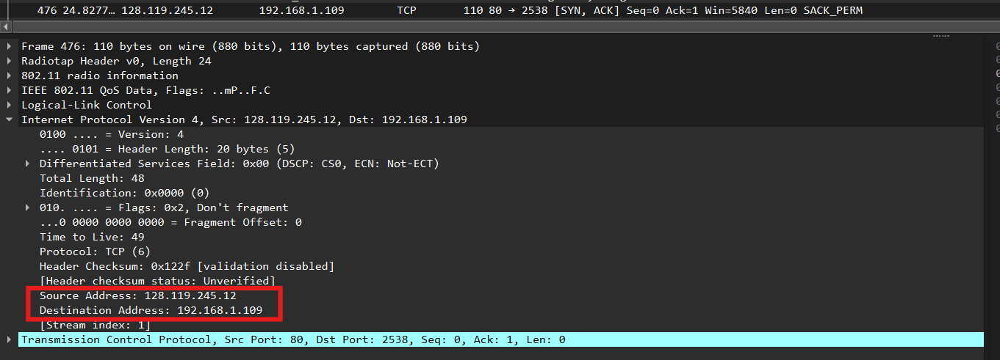 476 24.8277… 128.119.245.12 192.168.1.109 TCP 110 80 → 2538 [SYN, ACK] Seq=0 Ack=1 Win=5840 Len=0 SACK_PERM
Frame 476: 110 bytes on wire (880 bits), 110 bytes captured (880 bits)
Radiotap Header v0, Length 24
802.11 radio information
IEEE 802.11 QoS Data, Flags: ..mP..F.C
Logical-Link Control
Internet Protocol Version 4, Src: 128.119.245.12, Dst: 192.168.1.109
0100 .... = Version: 4
.... 0101 = Header Length: 20 bytes (5)
Differentiated Services Field: 0x00 (DSCP: CS0, ECN: Not-ECT)
Total Length: 48
Identification: 0x0000 (0)
010. .... = Flags: 0x2, Don't fragment
...0 0000 0000 0000 = Fragment Offset: 0
Time to Live: 49
Protocol: TCP (6)
Header Checksum: 0x122f [validation disabled]
[Header checksum status: Unverified]
Source Address: 128.119.245.12
Destination Address: 192.168.1.109
[Stream index: 1]
Transmission Control Protocol, Src Port: 80, Dst Port: 2538, Seq: 0, Ack: 1, Len: 0